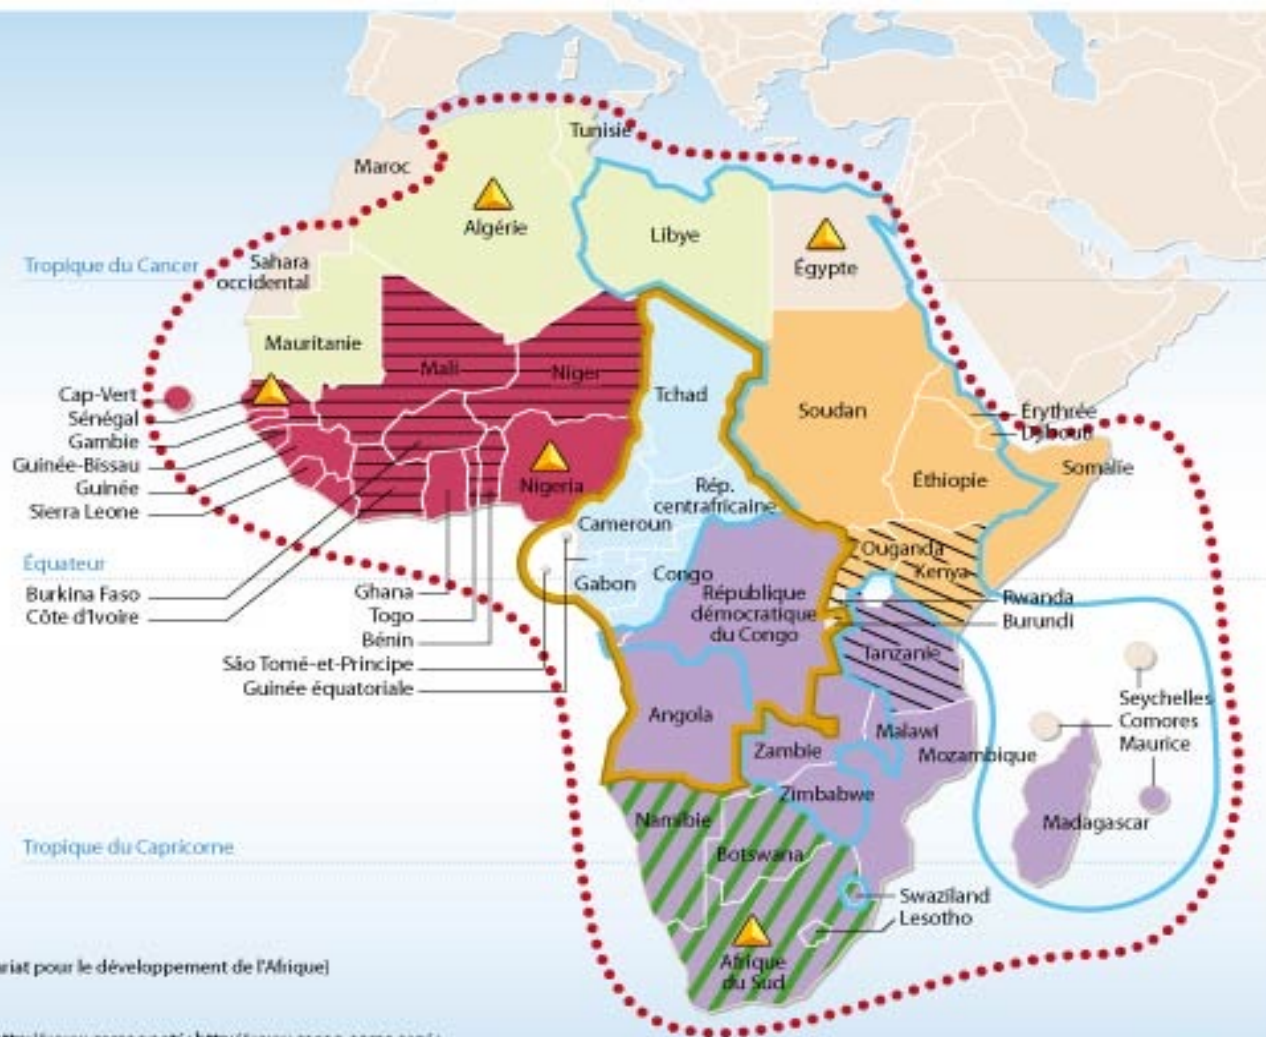 Tunisie
Maroc
Algérie
Libye
Égypte
Tropique du Cancer
Sahara
occidental
Mauritanie
Mali
Niger
Tchad
Soudan
Cap-Vert
Sénégal
Gambie
Guinée-Bissau
Guinée
Sierra Leone
Érythrée
Djibouti
Somalie
Éthiopie
Nigeria
Rép.
centrafricaine
Cameroun
Équateur
Burkina Faso
Côte d'Ivoire
Ghana
Togo
Bénin
São Tomé-et-Principe
Guinée équatoriale
Gabon
Congo
République
démocratique
du Congo
Ouganda
Kenya
Rwanda
Burundi
Tanzanie
Seychelles
Comores
Maurice
Angola
Zambie
Malawi
Mozambique
Zimbabwe
Madagascar
Namibie
Botswana
Tropique du Capricorne
Swaziland
Lesotho
Afrique
du Sud
pour le développement de l'Afrique)